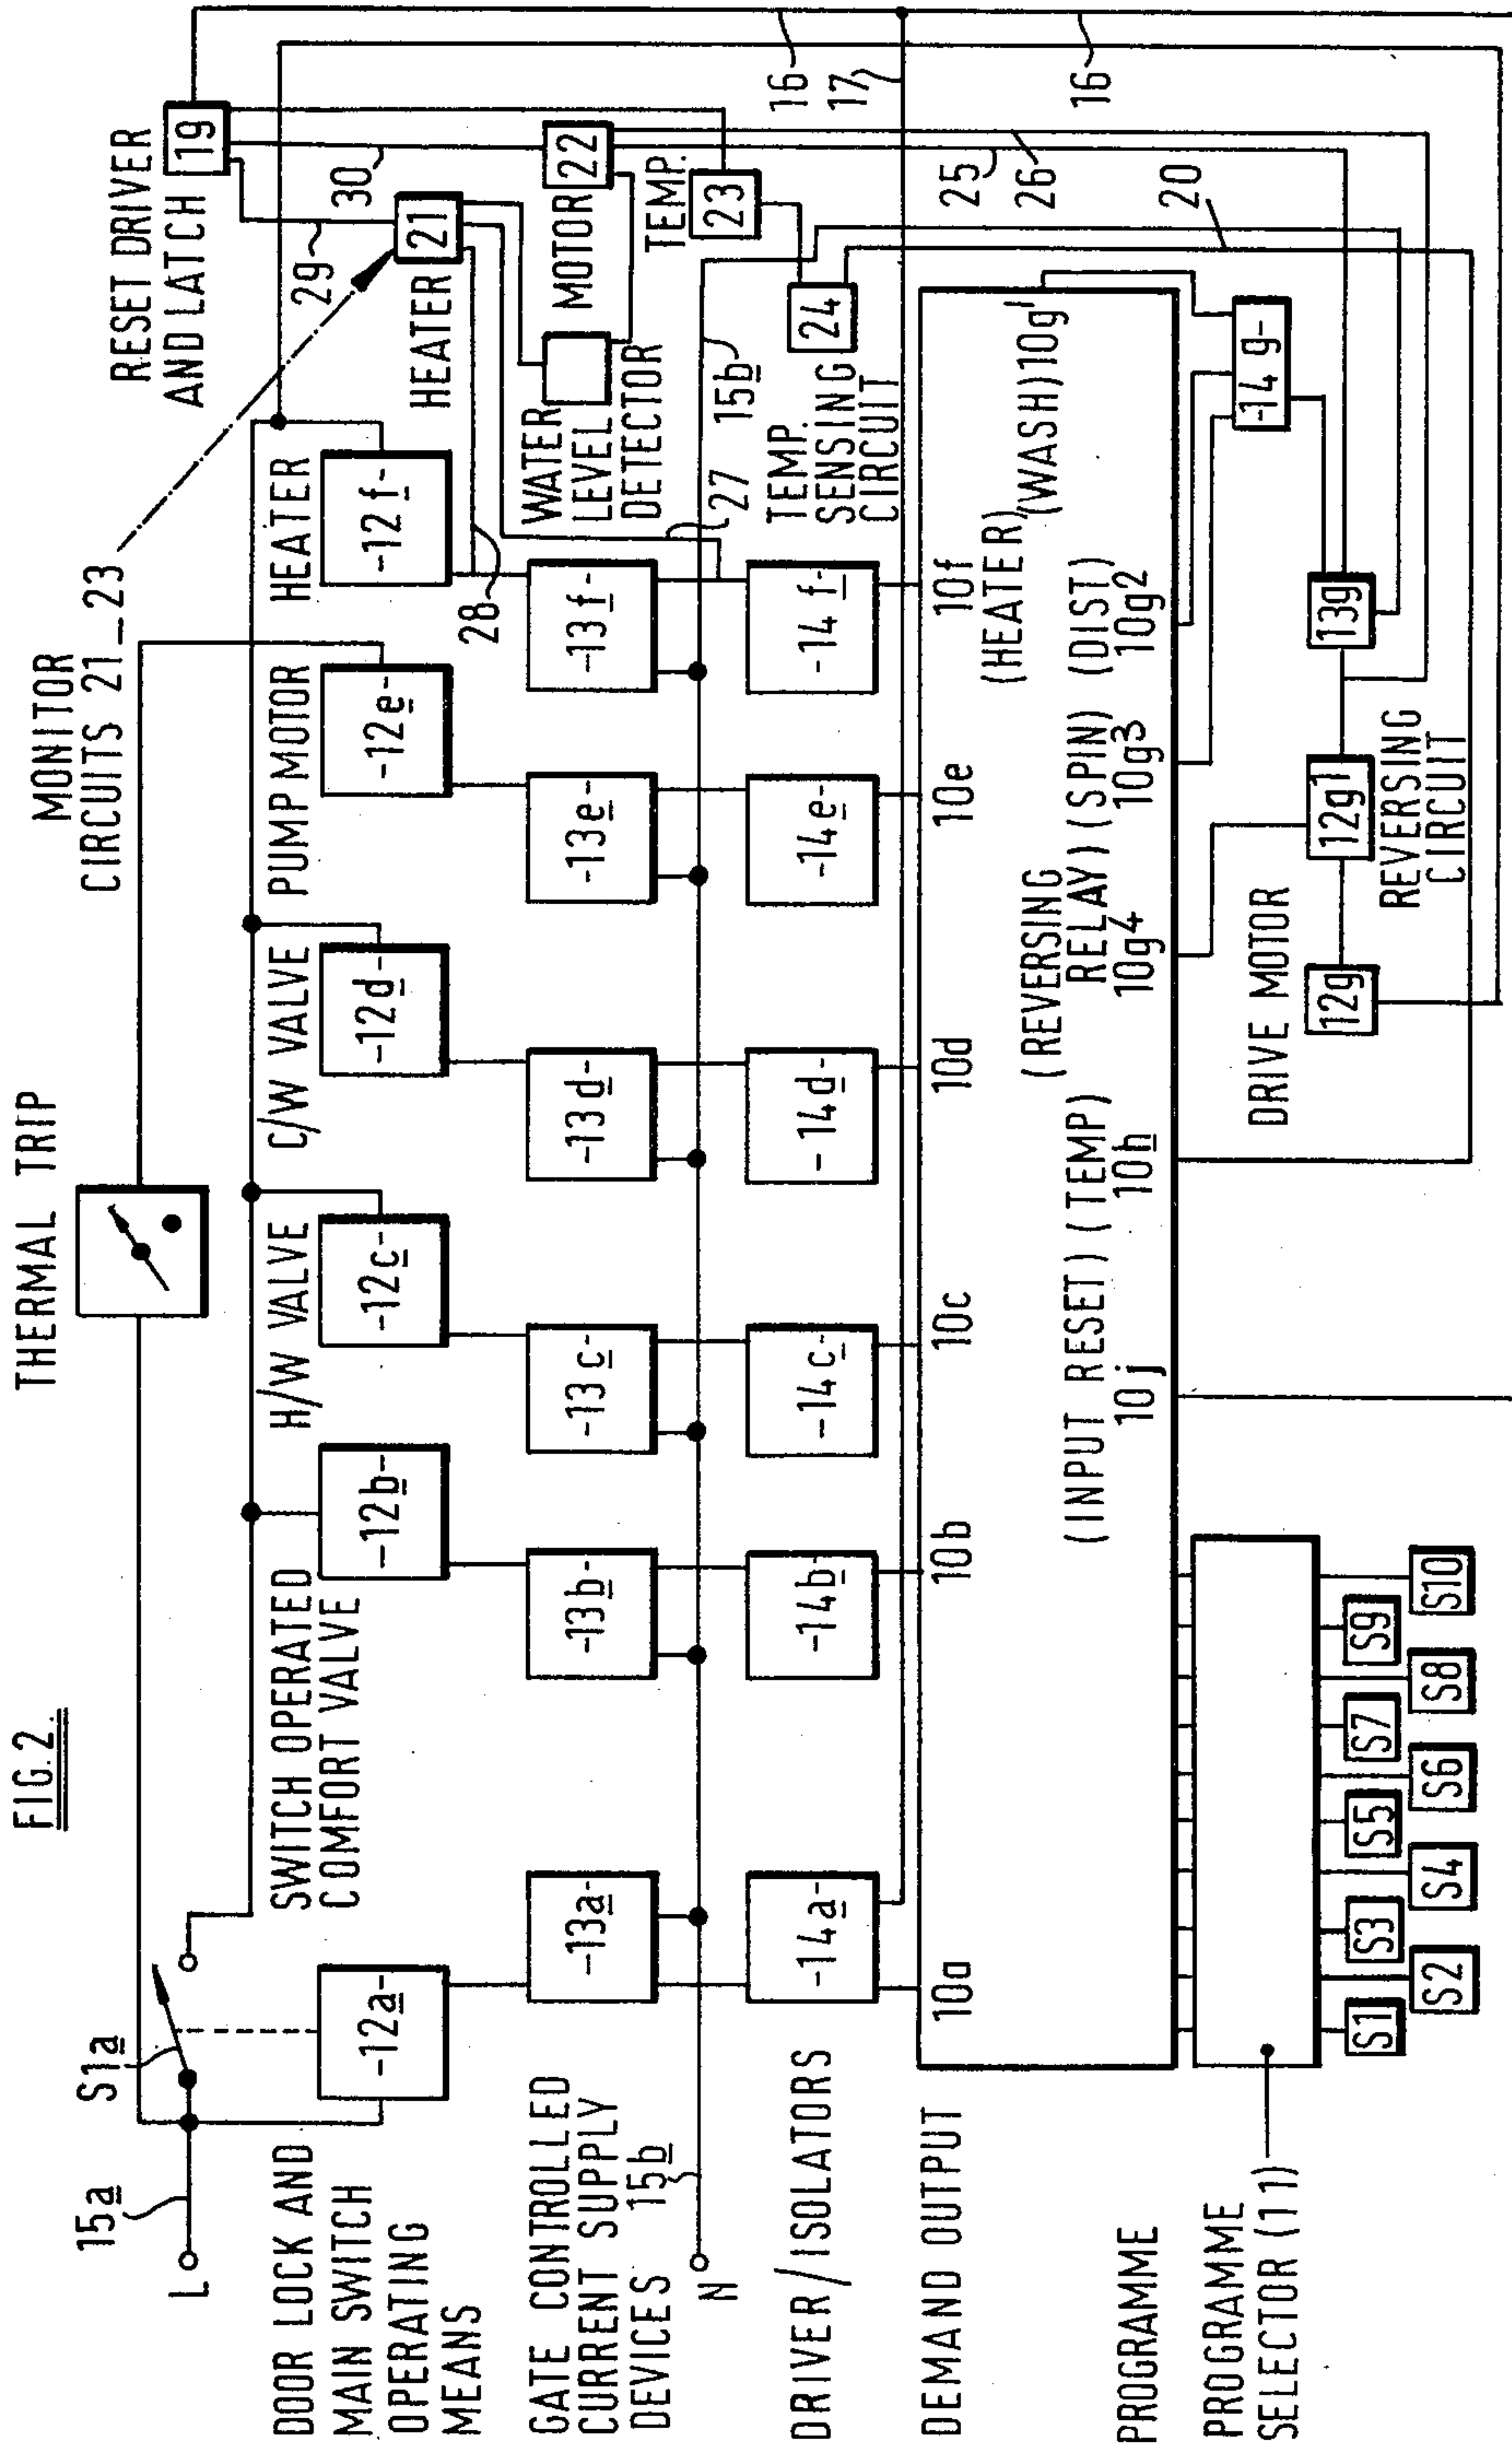 FIG.2.
THERMAL TRIP
MONITOR
CIRCUITS 21_23
RESET DRIVER
AND LATCH
19
L
15a
S1a
DOOR LOCK AND
MAIN SWITCH
OPERATING
MEANS
-12a-
SWITCH OPERATED
COMFORT VALVE
-12b-
H/W VALVE
-12c-
C/W VALVE
-12d-
PUMP MOTOR
-12e-
HEATER
-12f-
HEATER
21
29
30
28
WATER
LEVEL
DETECTOR
MOTOR
22
GATE CONTROLLED
CURRENT SUPPLY
DEVICES
15b
N
-13a-
-13b-
-13c-
-13d-
-13e-
-13f-
27
15b
TEMP.
23
16
17
DRIVER/ISOLATORS
-14a-
-14b-
-14c-
-14d-
-14e-
-14f-
TEMP.
SENSING
CIRCUIT
24
25
26
16
20
DEMAND OUTPUT
10a
10b
10c
10d
10e
10f
(HEATER)
(WASH)10g'
(REVERSING
RELAY)
10g4
(SPIN)
10g3
(DIST)
10g2
(INPUT RESET)
10j
(TEMP)
10h
PROGRAMME
PROGRAMME
SELECTOR (11)
S1
S2
S3
S4
S5
S6
S7
S8
S9
S10
DRIVE MOTOR
12g
12g1
REVERSING
CIRCUIT
13g
-14g-